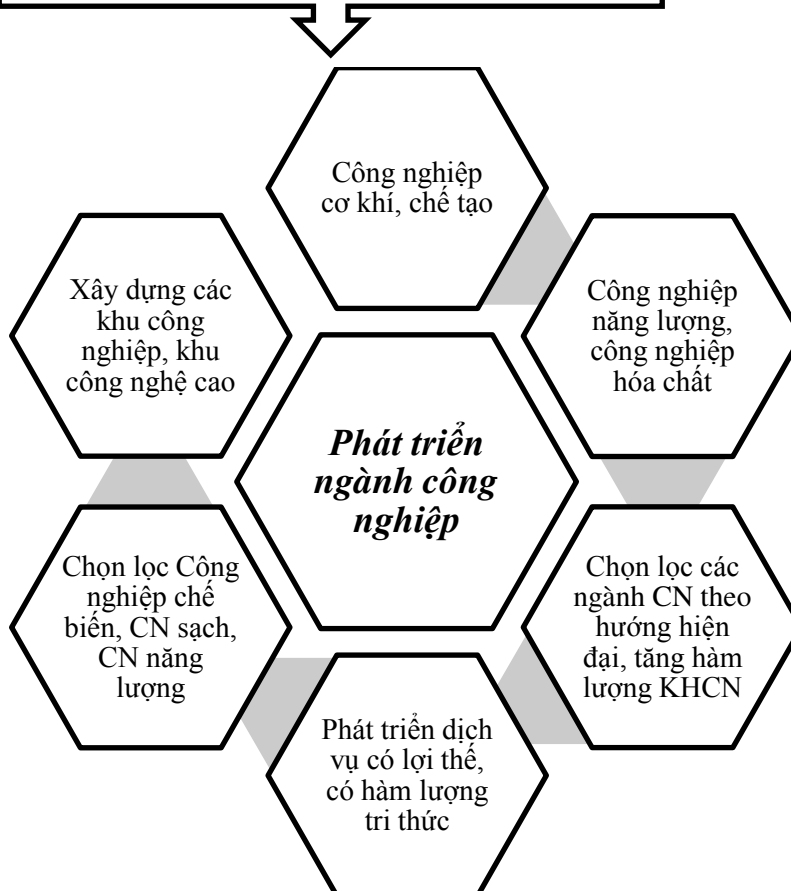 Công nghiệp
cơ khí, chế tạo
Xây dựng các
khu công
nghiệp, khu
công nghệ cao
Công nghiệp
năng lượng,
công nghiệp
hóa chất
Phát triển
ngành công
nghiệp
Chọn lọc Công
nghiệp chế
biến, CN sạch,
CN năng
lượng
Chọn lọc các
ngành CN theo
hướng hiện
đại, tăng hàm
lượng KHCN
Phát triển dịch
vụ có lợi thế,
có hàm lượng
tri thức